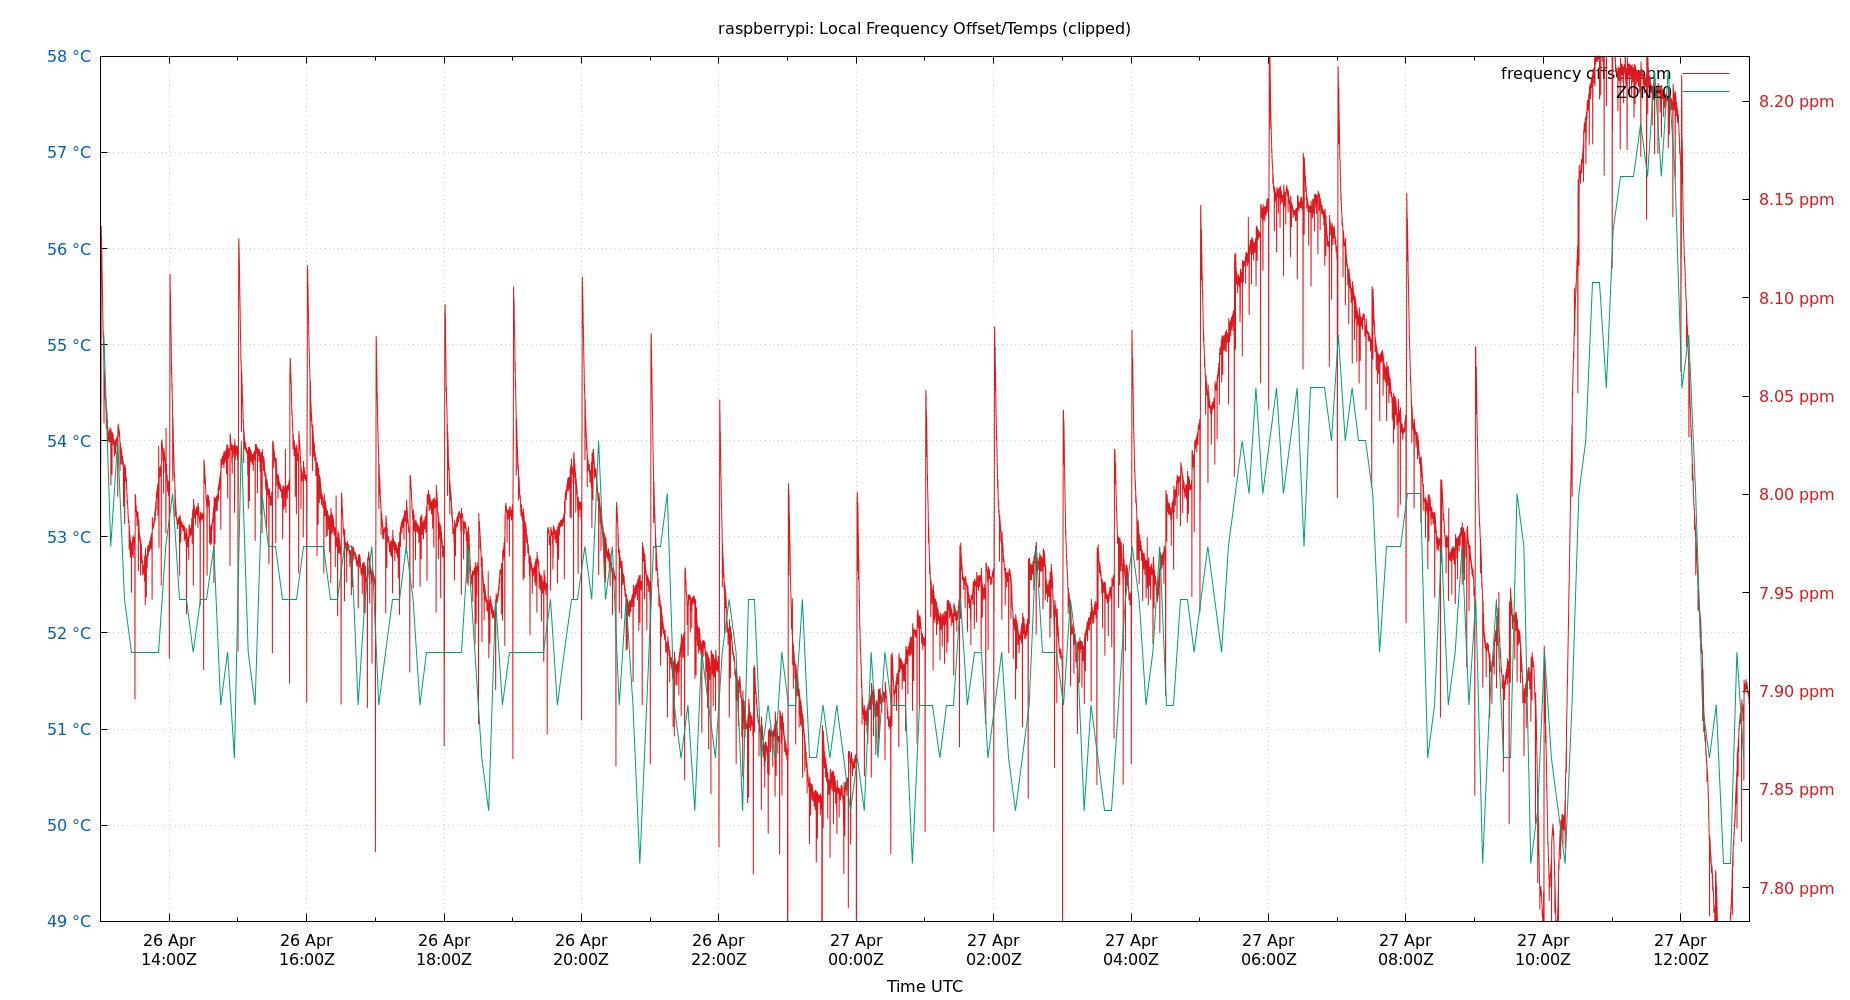 raspberrypi: Local Frequency Offset/Temps (clipped)
58 °C
57 °C
56 °C
55 °C
54 °C
53 °C
52 °C
51 °C
50 °C
49 °C
frequency offset ppm
ZONE0
8.20 ppm
8.15 ppm
8.10 ppm
8.05 ppm
8.00 ppm
7.95 ppm
7.90 ppm
7.85 ppm
7.80 ppm
26 Apr
14:00Z
26 Apr
16:00Z
26 Apr
18:00Z
26 Apr
20:00Z
26 Apr
22:00Z
27 Apr
00:00Z
27 Apr
02:00Z
27 Apr
04:00Z
27 Apr
06:00Z
27 Apr
08:00Z
27 Apr
10:00Z
27 Apr
12:00Z
Time UTC